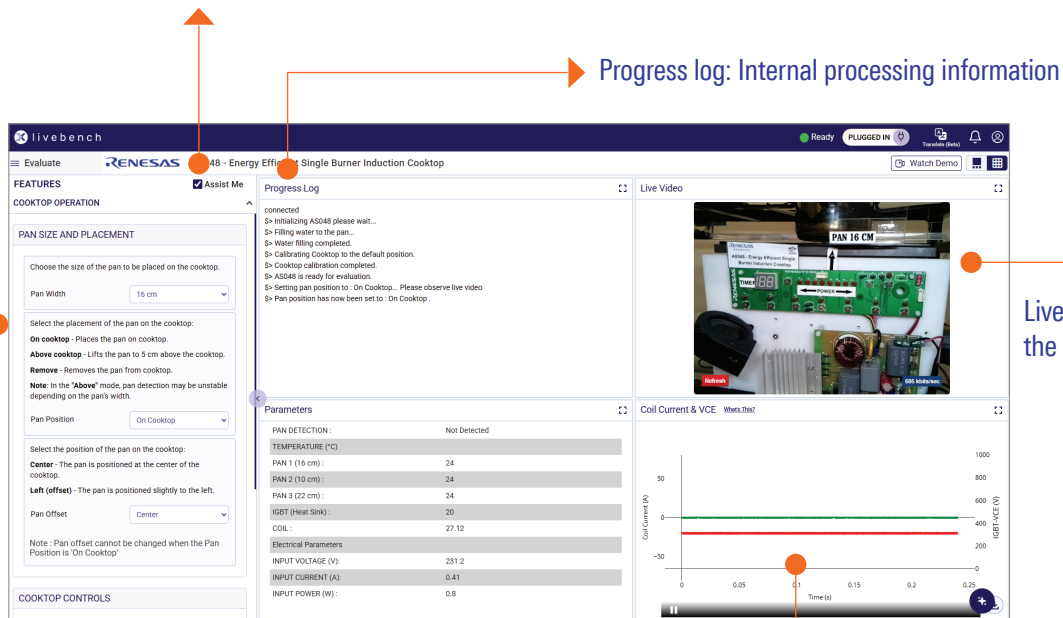 Progress log: Internal processing information
livebench
Ready
PLUGGED IN
Translate (Beta)
Evaluate
RENESAS
48 - Energy Efficient Single Burner Induction Cooktop
Watch Demo
FEATURES
Assist Me
COOKTOP OPERATION
PAN SIZE AND PLACEMENT
Choose the size of the pan to be placed on the cooktop.
Pan Width
16 cm
Select the placement of the pan on the cooktop:
On cooktop - Places the pan on cooktop.
Above cooktop - Lifts the pan to 5 cm above the cooktop.
Remove - Removes the pan from cooktop.
Note: In the "Above" mode, pan detection may be unstable
depending on the pan's width.
Pan Position
On Cooktop
Select the position of the pan on the cooktop:
Center - The pan is positioned at the center of the
cooktop.
Left (offset) - The pan is positioned slightly to the left.
Pan Offset
Center
Note : Pan offset cannot be changed when the Pan
Position is 'On Cooktop'
COOKTOP CONTROLS
Progress Log
connected
$> Initializing AS048 please wait...
$> Filling water to the pan...
$> Water filling completed.
$> Calibrating Cooktop to the default position.
$> Cooktop calibration completed.
$> AS048 is ready for evaluation.
$> Setting pan position to : On Cooktop... Please observe live video
$> Pan position has now been set to : On Cooktop .
Live Video
PAN 16 CM
RENESAS
AS048 - Energy Efficient Single
Burner Induction Cooktop
TIMER
POWER
RENESAS
Refresh
605 kbits/sec
Live
the
Parameters
PAN DETECTION : Not Detected
TEMPERATURE (°C)
PAN 1 (16 cm) : 24
PAN 2 (10 cm) : 24
PAN 3 (22 cm) : 24
IGBT (Heat Sink) : 20
COIL : 27.12
Electrical Parameters
INPUT VOLTAGE (V): 231.2
INPUT CURRENT (A): 0.41
INPUT POWER (W) : 0.8
Coil Current & VCE What's This?
50
0
−50
Coil Current (A)
1000
800
600
400
200
0
IGBT-VCE (V)
0 0.05 0.1 0.15 0.2 0.25
Time (s)